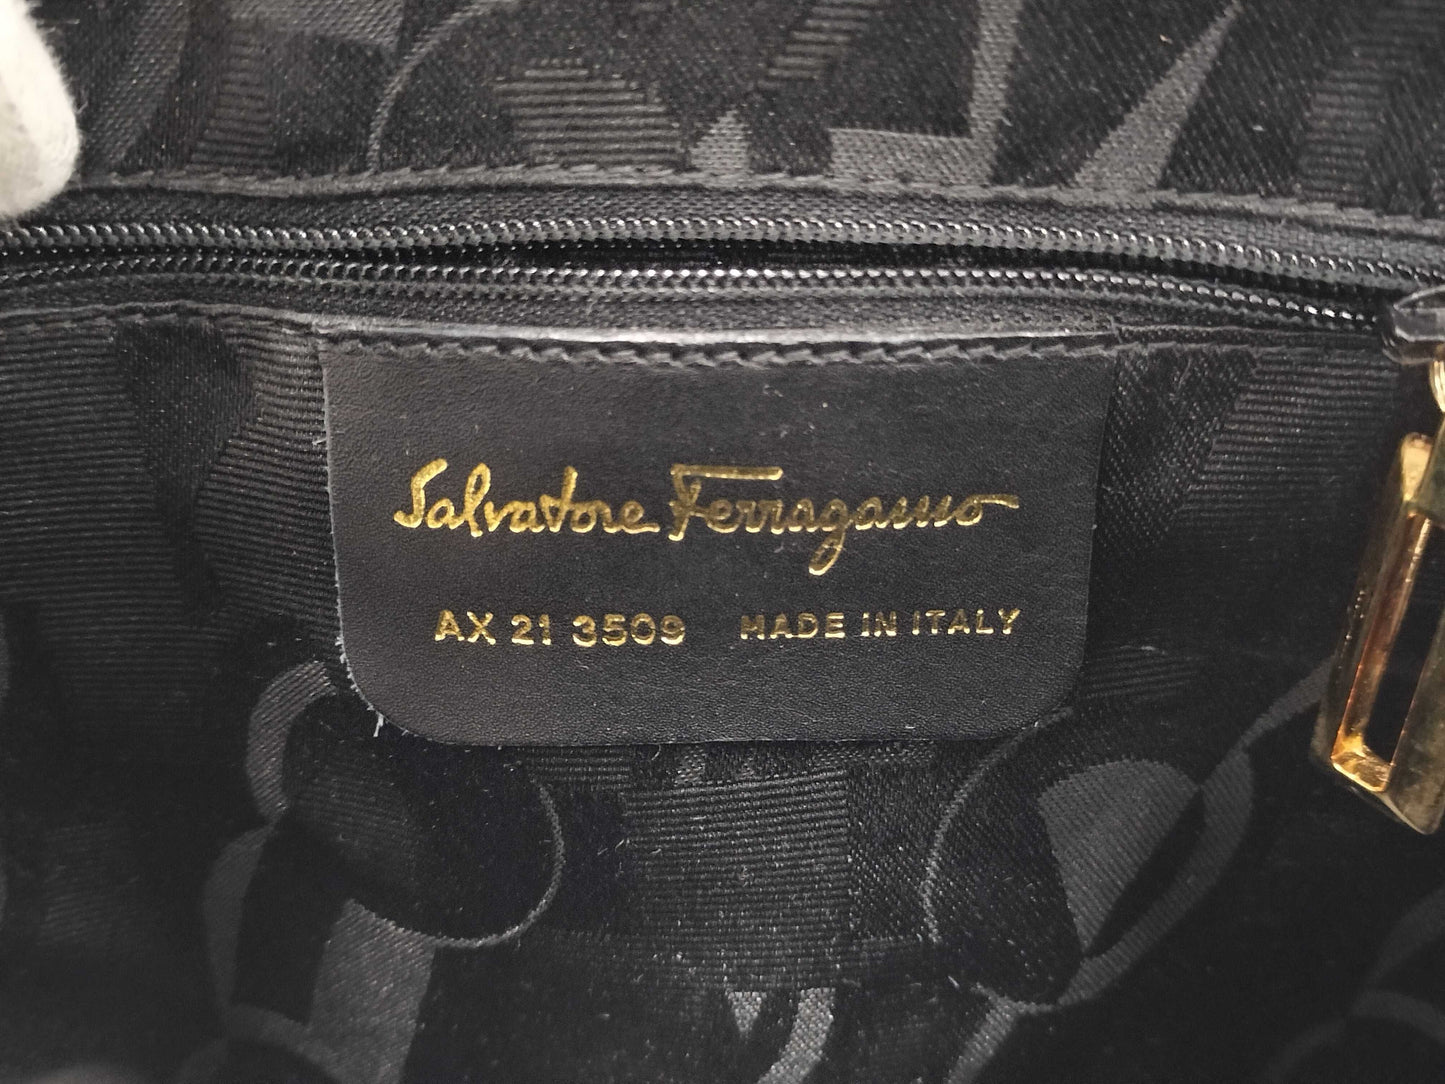 Salvatore Ferragamo
AX 21 3509 MADE IN ITALY